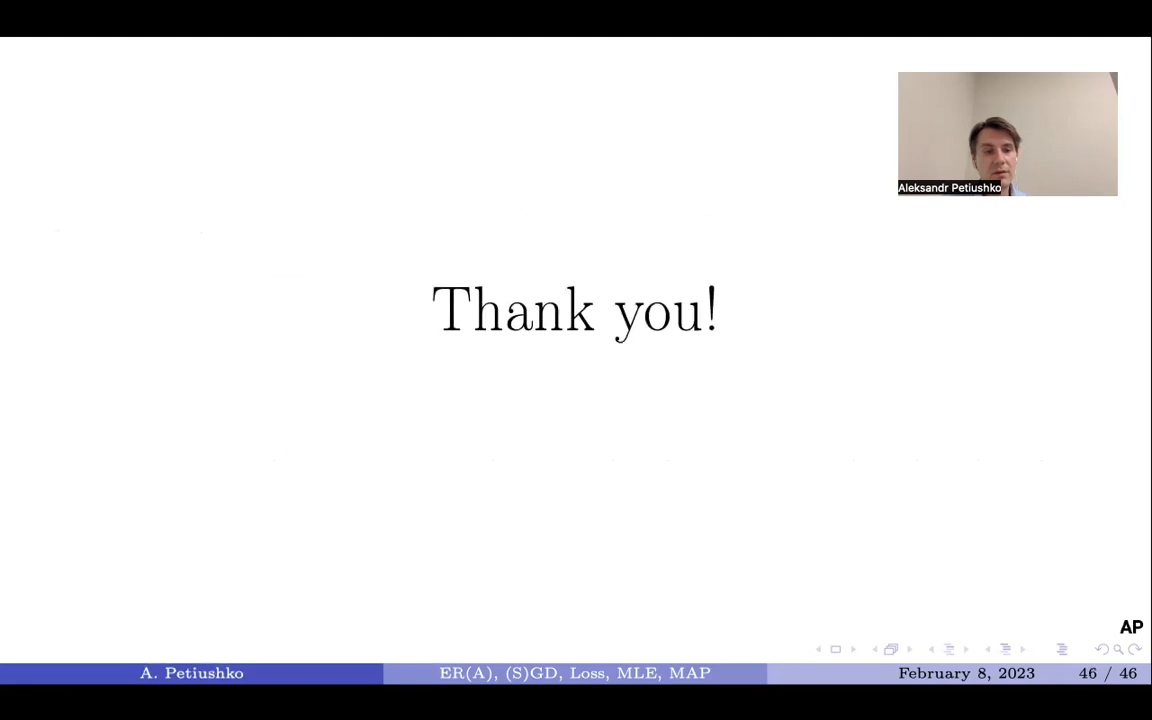 Aleksandr Petiushko
Thank you!
AP
A. Petiushko
ER(A), (S)GD, Loss, MLE, MAP
February 8, 2023
46 / 46